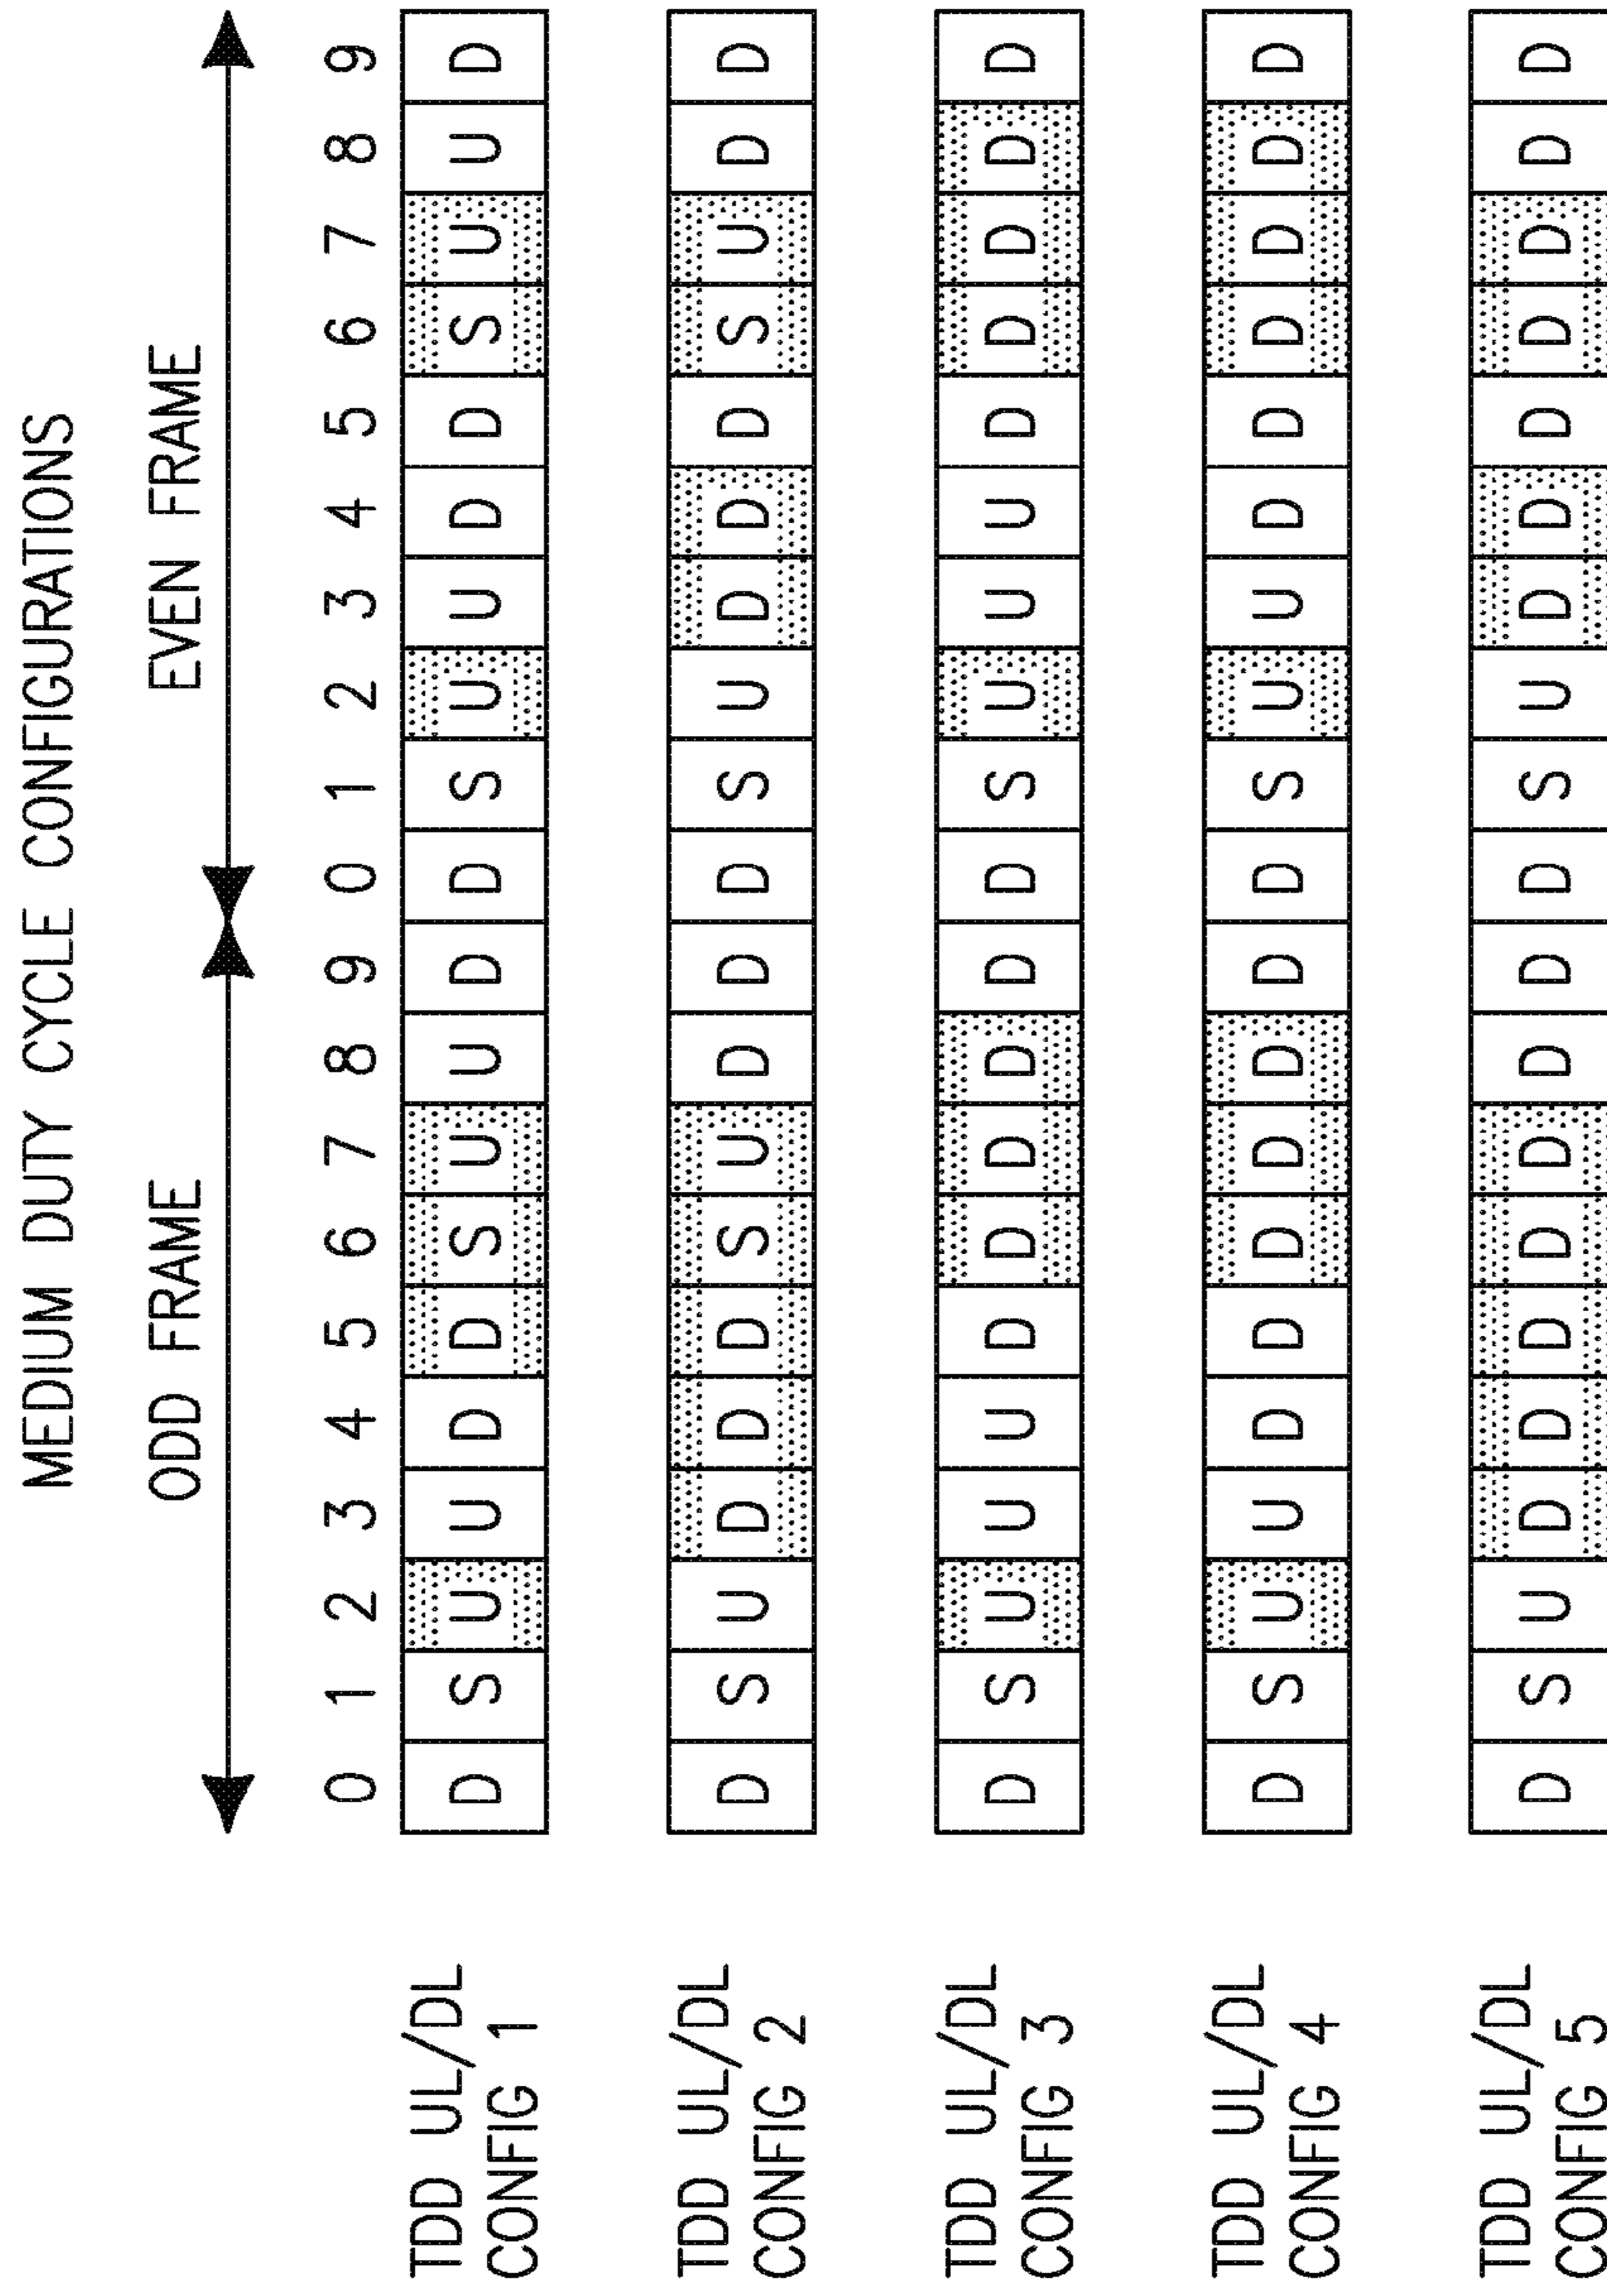 MEDIUM DUTY CYCLE CONFIGURATIONS
ODD FRAME EVEN FRAME
0 1 2 3 4 5 6 7 8 9 0 1 2 3 4 5 6 7 8 9
TDD UL/DL
CONFIG 1
D S U U D D S U U D D S U U D D S U U D
TDD UL/DL
CONFIG 2
D S U D D D S U D D D S U D D D S U D D
TDD UL/DL
CONFIG 3
D S U U U D D D D D D S U U U D D D D D
TDD UL/DL
CONFIG 4
D S U U D D D D D D D S U U D D D D D D
TDD UL/DL
CONFIG 5
D S U D D D D D D D D S U D D D D D D D